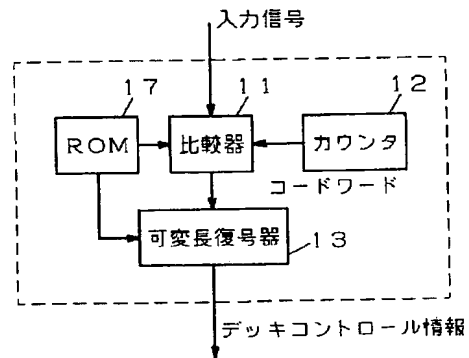 入力信号
17
11
12
ROM
比較器
カウンタ
コードワード
可変長復号器
13
デッキコントロール情報